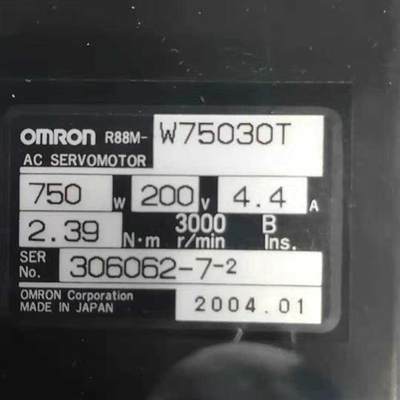 OMRON R88M- W75030T
AC SERVOMOTOR
750 W 200 V 4.4 A
2.39 N·m 3000 r/min B Ins.
SER No. 306062-7-2
OMRON Corporation
MADE IN JAPAN 2004.01